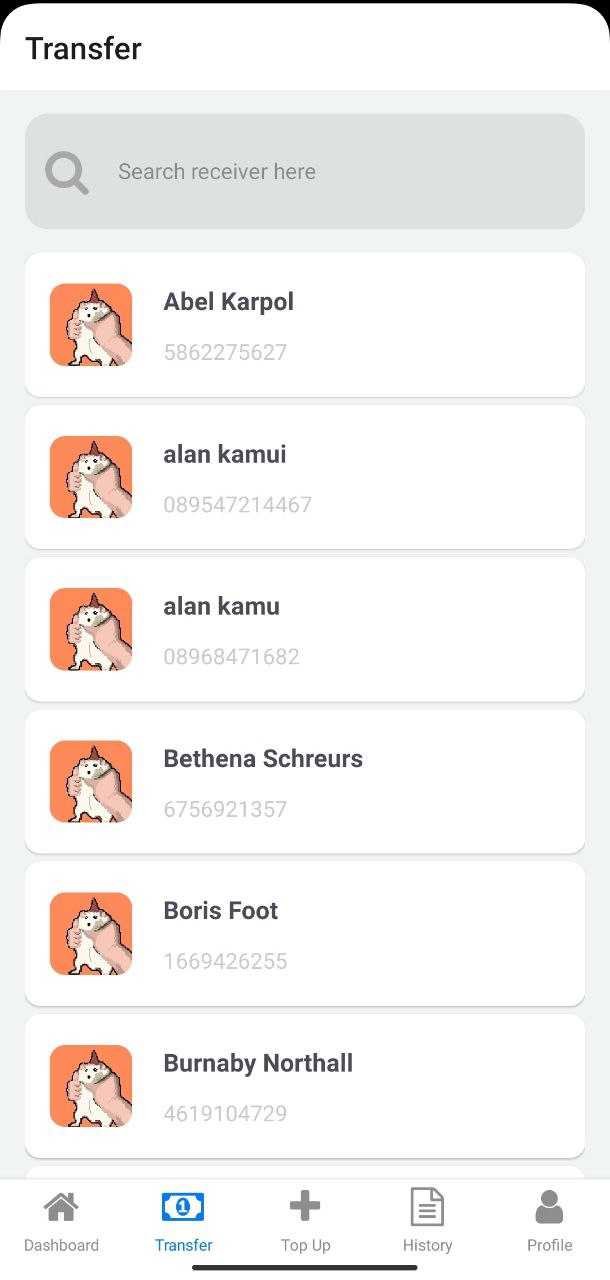 Transfer
Search receiver here
Abel Karpol
5862275627
alan kamui
089547214467
alan kamu
08968471682
Bethena Schreurs
6756921357
Boris Foot
1669426255
Burnaby Northall
4619104729
1
Dashboard Transfer Top Up History Profile